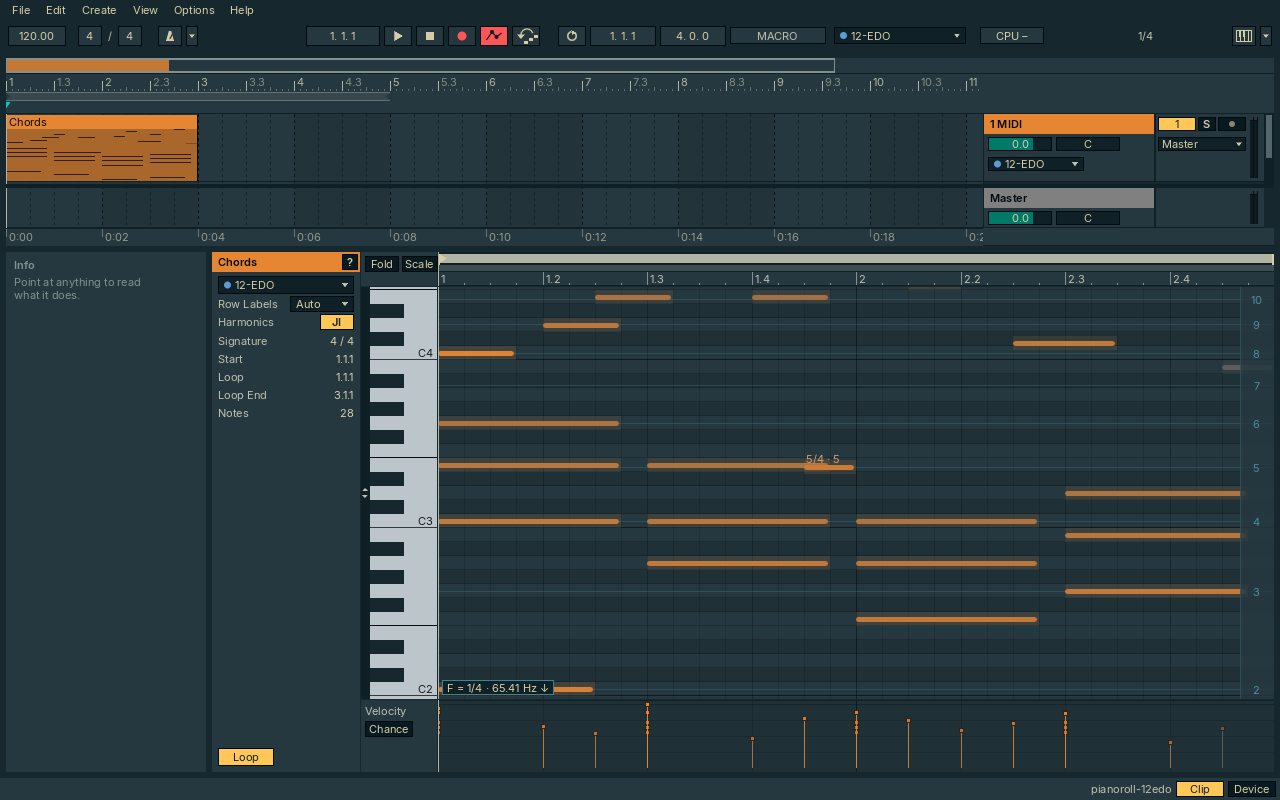 File Edit Create View Options Help
120.00 4 / 4 1. 1. 1 1. 1. 1 4. 0. 0 MACRO 12-EDO CPU – 1/4
1 1.3 2 2.3 3 3.3 4 4.3 5 5.3 6 6.3 7 7.3 8 8.3 9 9.3 10 10.3 11
Chords 1 MIDI 1 S
0.0 C Master
12-EDO
Master
0.0 C
0:00 0:02 0:04 0:06 0:08 0:10 0:12 0:14 0:16 0:18
Info
Point at anything to read
what it does.
Chords ?
12-EDO
Row Labels Auto
Harmonics JI
Signature 4 / 4
Start 1.1.1
Loop 1.1.1
Loop End 3.1.1
Notes 28
Loop
Fold Scale
1 1.2 1.3 1.4 2 2.2 2.3 2.4
10
9
C4 8
7
6
5/4 · 5
5
C3 4
3
C2 F = 1/4 · 65.41 Hz ↓ 2
Velocity
Chance
pianoroll-12edo Clip Device